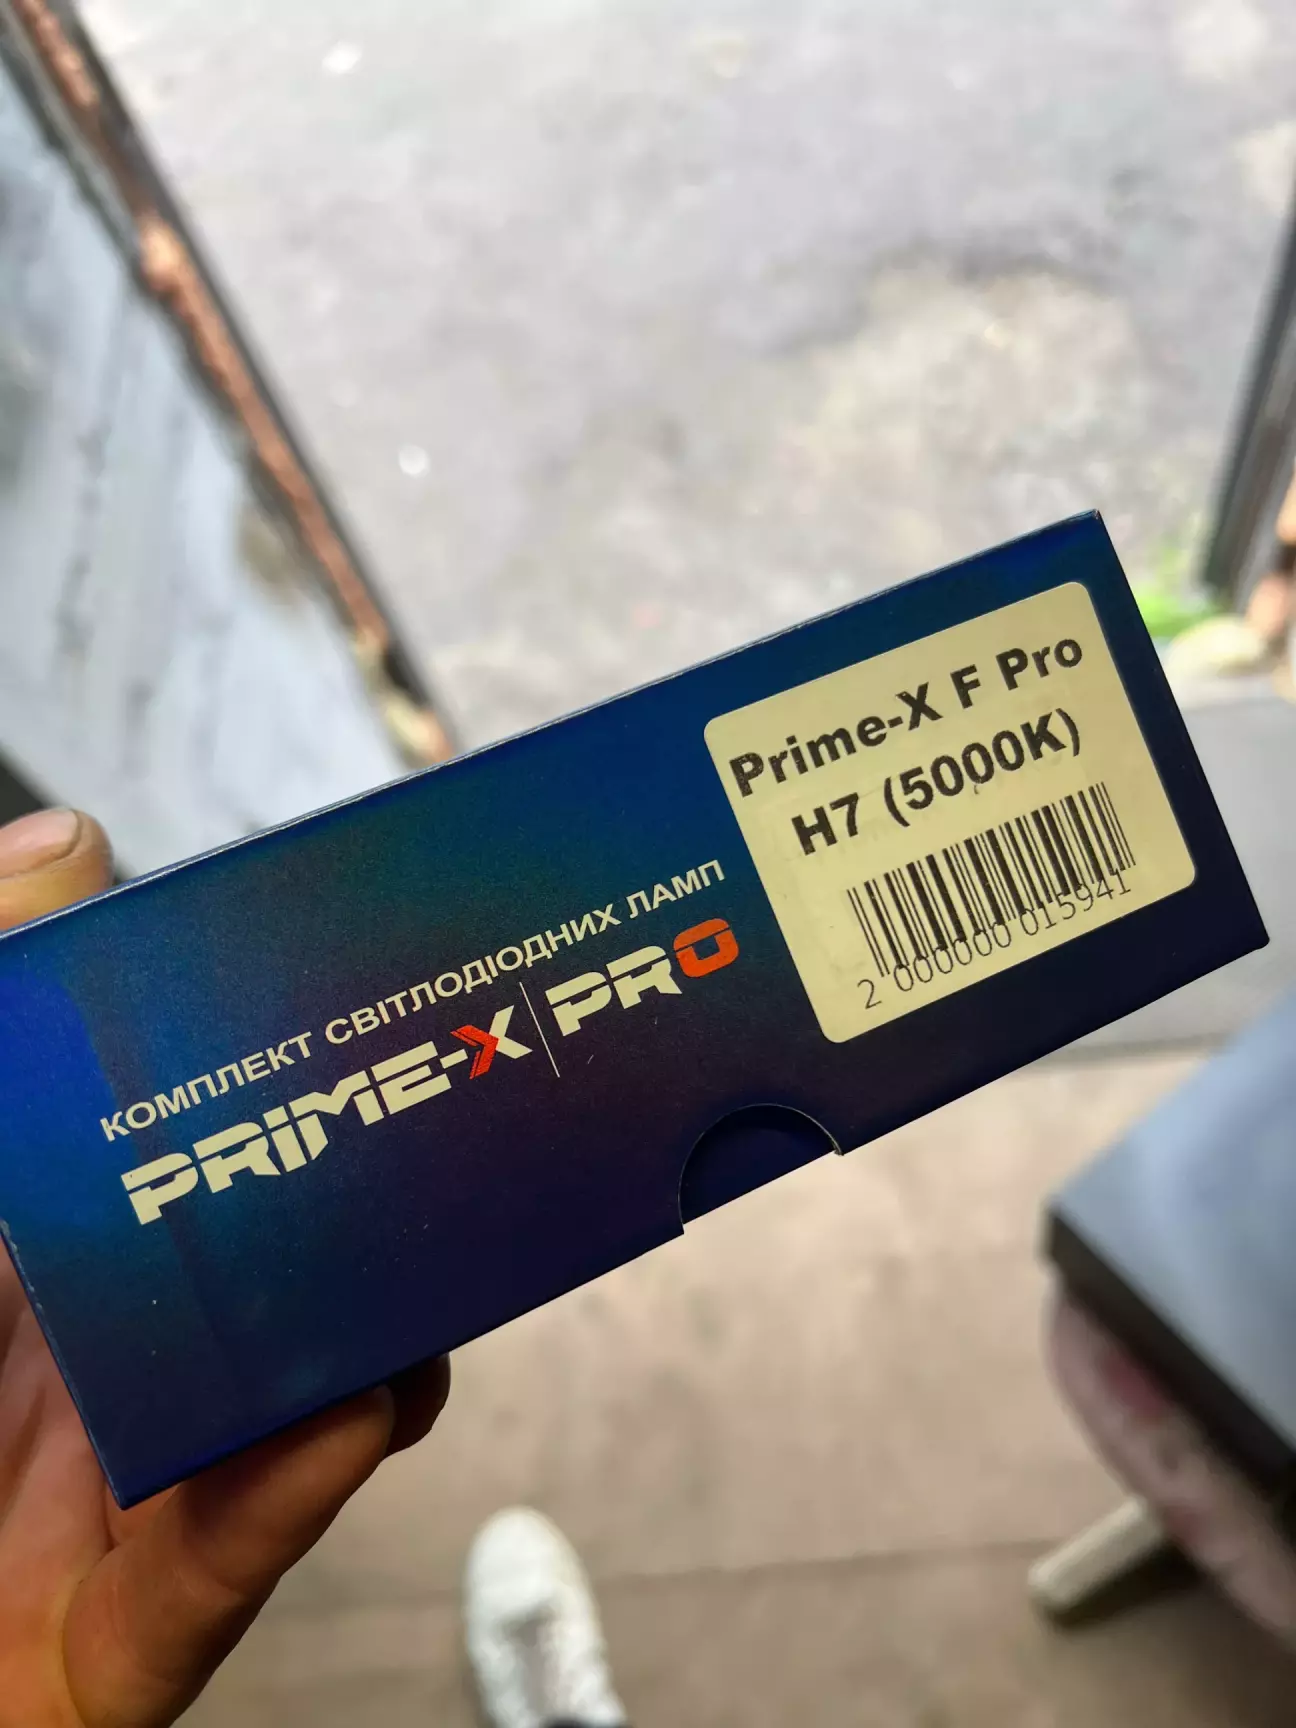 Prime-X F Pro
H7 (5000K)
2 000000 015941
КОМПЛЕКТ СВІТЛОДІОДНИХ ЛАМП
PRIME-X PRO